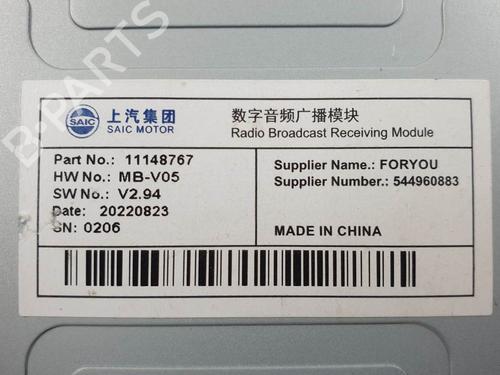 B-PARTS
SAIC
上汽集团
SAIC MOTOR
数字音频广播模块
Radio Broadcast Receiving Module
Part No.: 11148767
HW No.: MB-V05
SW No.: V2.94
Date: 20220823
SN: 0206
Supplier Name.: FORYOU
Supplier Number.: 544960883
MADE IN CHINA